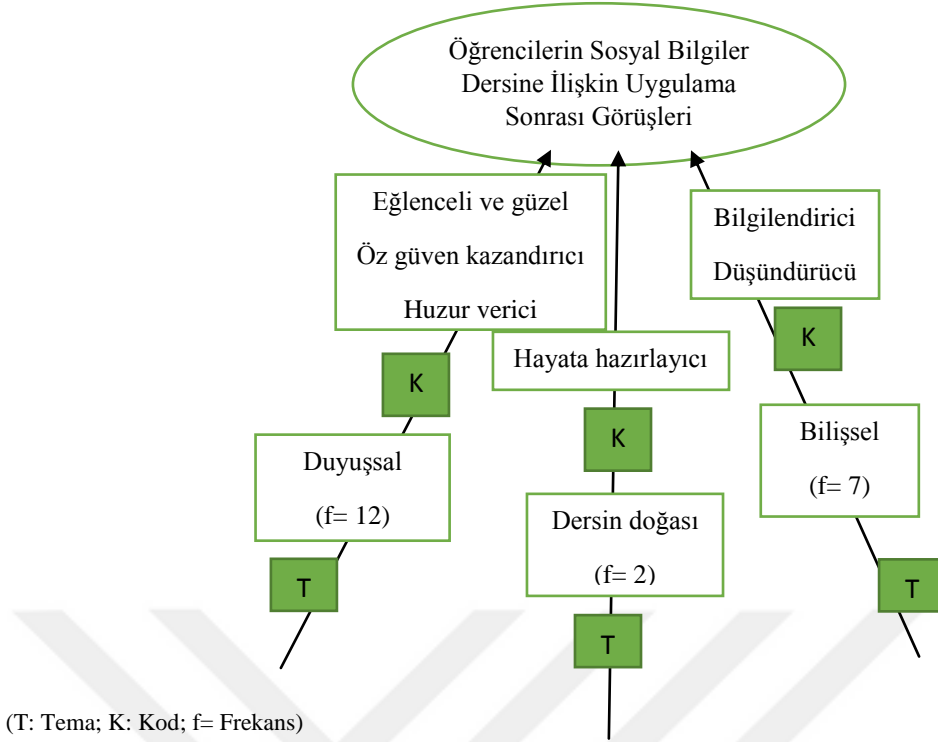 Öğrencilerin Sosyal Bilgiler
Dersine İlişkin Uygulama
Sonrası Görüşleri
Eğlenceli ve güzel
Öz güven kazandırıcı
Huzur verici
Bilgilendirici
Düşündürücü
Hayata hazırlayıcı
K
K
K
Duyuşsal
(f= 12)
Dersin doğası
(f= 2)
Bilişsel
(f= 7)
T
T
T
(T: Tema; K: Kod; f= Frekans)